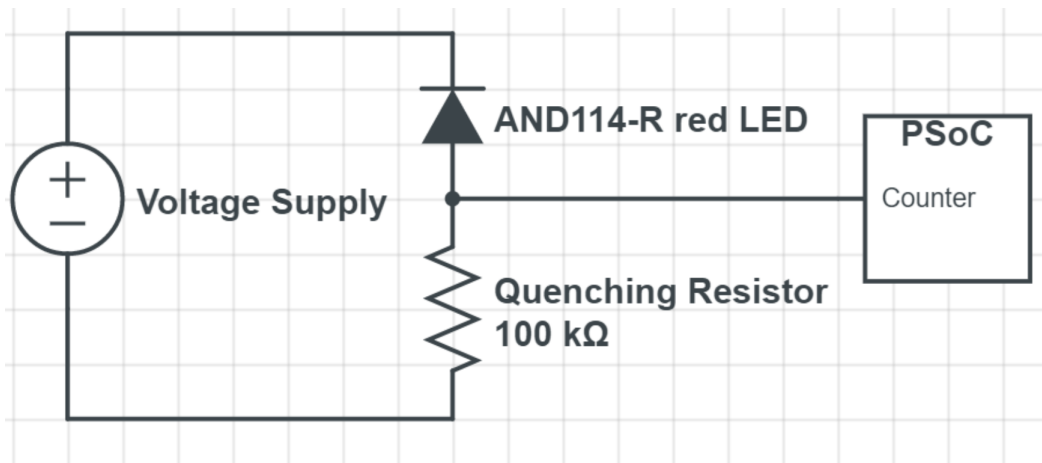 AND114-R red LED
PSoC
Voltage Supply
Counter
Quenching Resistor
100 kΩ